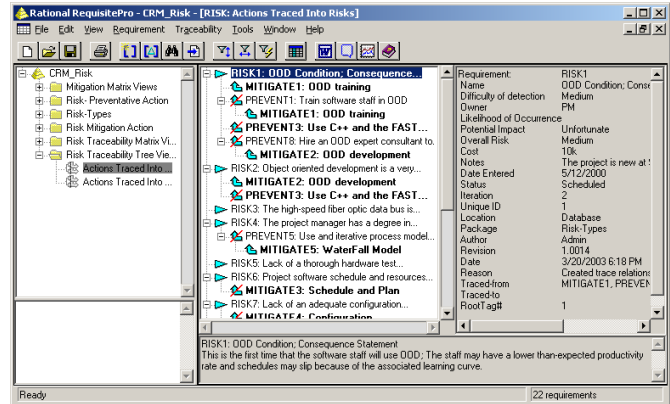 Rational RequisitePro - CRM_Risk - [RISK: Actions Traced Into Risks]
File Edit View Requirement Traceability Tools Window Help
CRM_Risk
Mitigation Matrix Views
Risk- Preventative Action
Risk-Types
Risk Mitigation Action
Risk Traceability Matrix Vi...
Risk Traceability Tree Vie...
Actions Traced Into ...
Actions Traced Into ...
RISK1: OOD Condition; Consequence...
MITIGATE1: OOD training
PREVENT1: Train software staff in OOD
MITIGATE1: OOD training
PREVENT3: Use C++ and the FAST...
PREVENT8: Hire an OOD expert consultant to.
MITIGATE2: OOD development
RISK2: Object oriented development is a very...
MITIGATE2: OOD development
PREVENT3: Use C++ and the FAST...
RISK3: The high-speed fiber optic data bus is...
RISK4: The project manager has a degree in...
PREVENT5: Use and iterative process model...
MITIGATE5: WaterFall Model
RISK5: Lack of a thorough hardware test...
RISK6: Project software schedule and resources...
MITIGATE3: Schedule and Plan
RISK7: Lack of an adequate configuration...
MITIGATE4: Configuration
Requirement: RISK1
Name OOD Condition; Conse
Difficulty of detection Medium
Owner PM
Likelihood of Occurrence
Potential Impact Unfortunate
Overall Risk Medium
Cost 10k
Notes The project is new at
Date Entered 5/12/2000
Status Scheduled
Iteration 2
Unique ID 1
Location Database
Package Risk-Types
Author Admin
Revision 1.0014
Date 3/20/2003 6:18 PM
Reason Created trace relations
Traced-from MITIGATE1, PREVEN
Traced-to
RootTag# 1
RISK1: OOD Condition; Consequence Statement
This is the first time that the software staff will use OOD; The staff may have a lower than-expected productivity
rate and schedules may slip because of the associated learning curve.
Ready 22 requirements